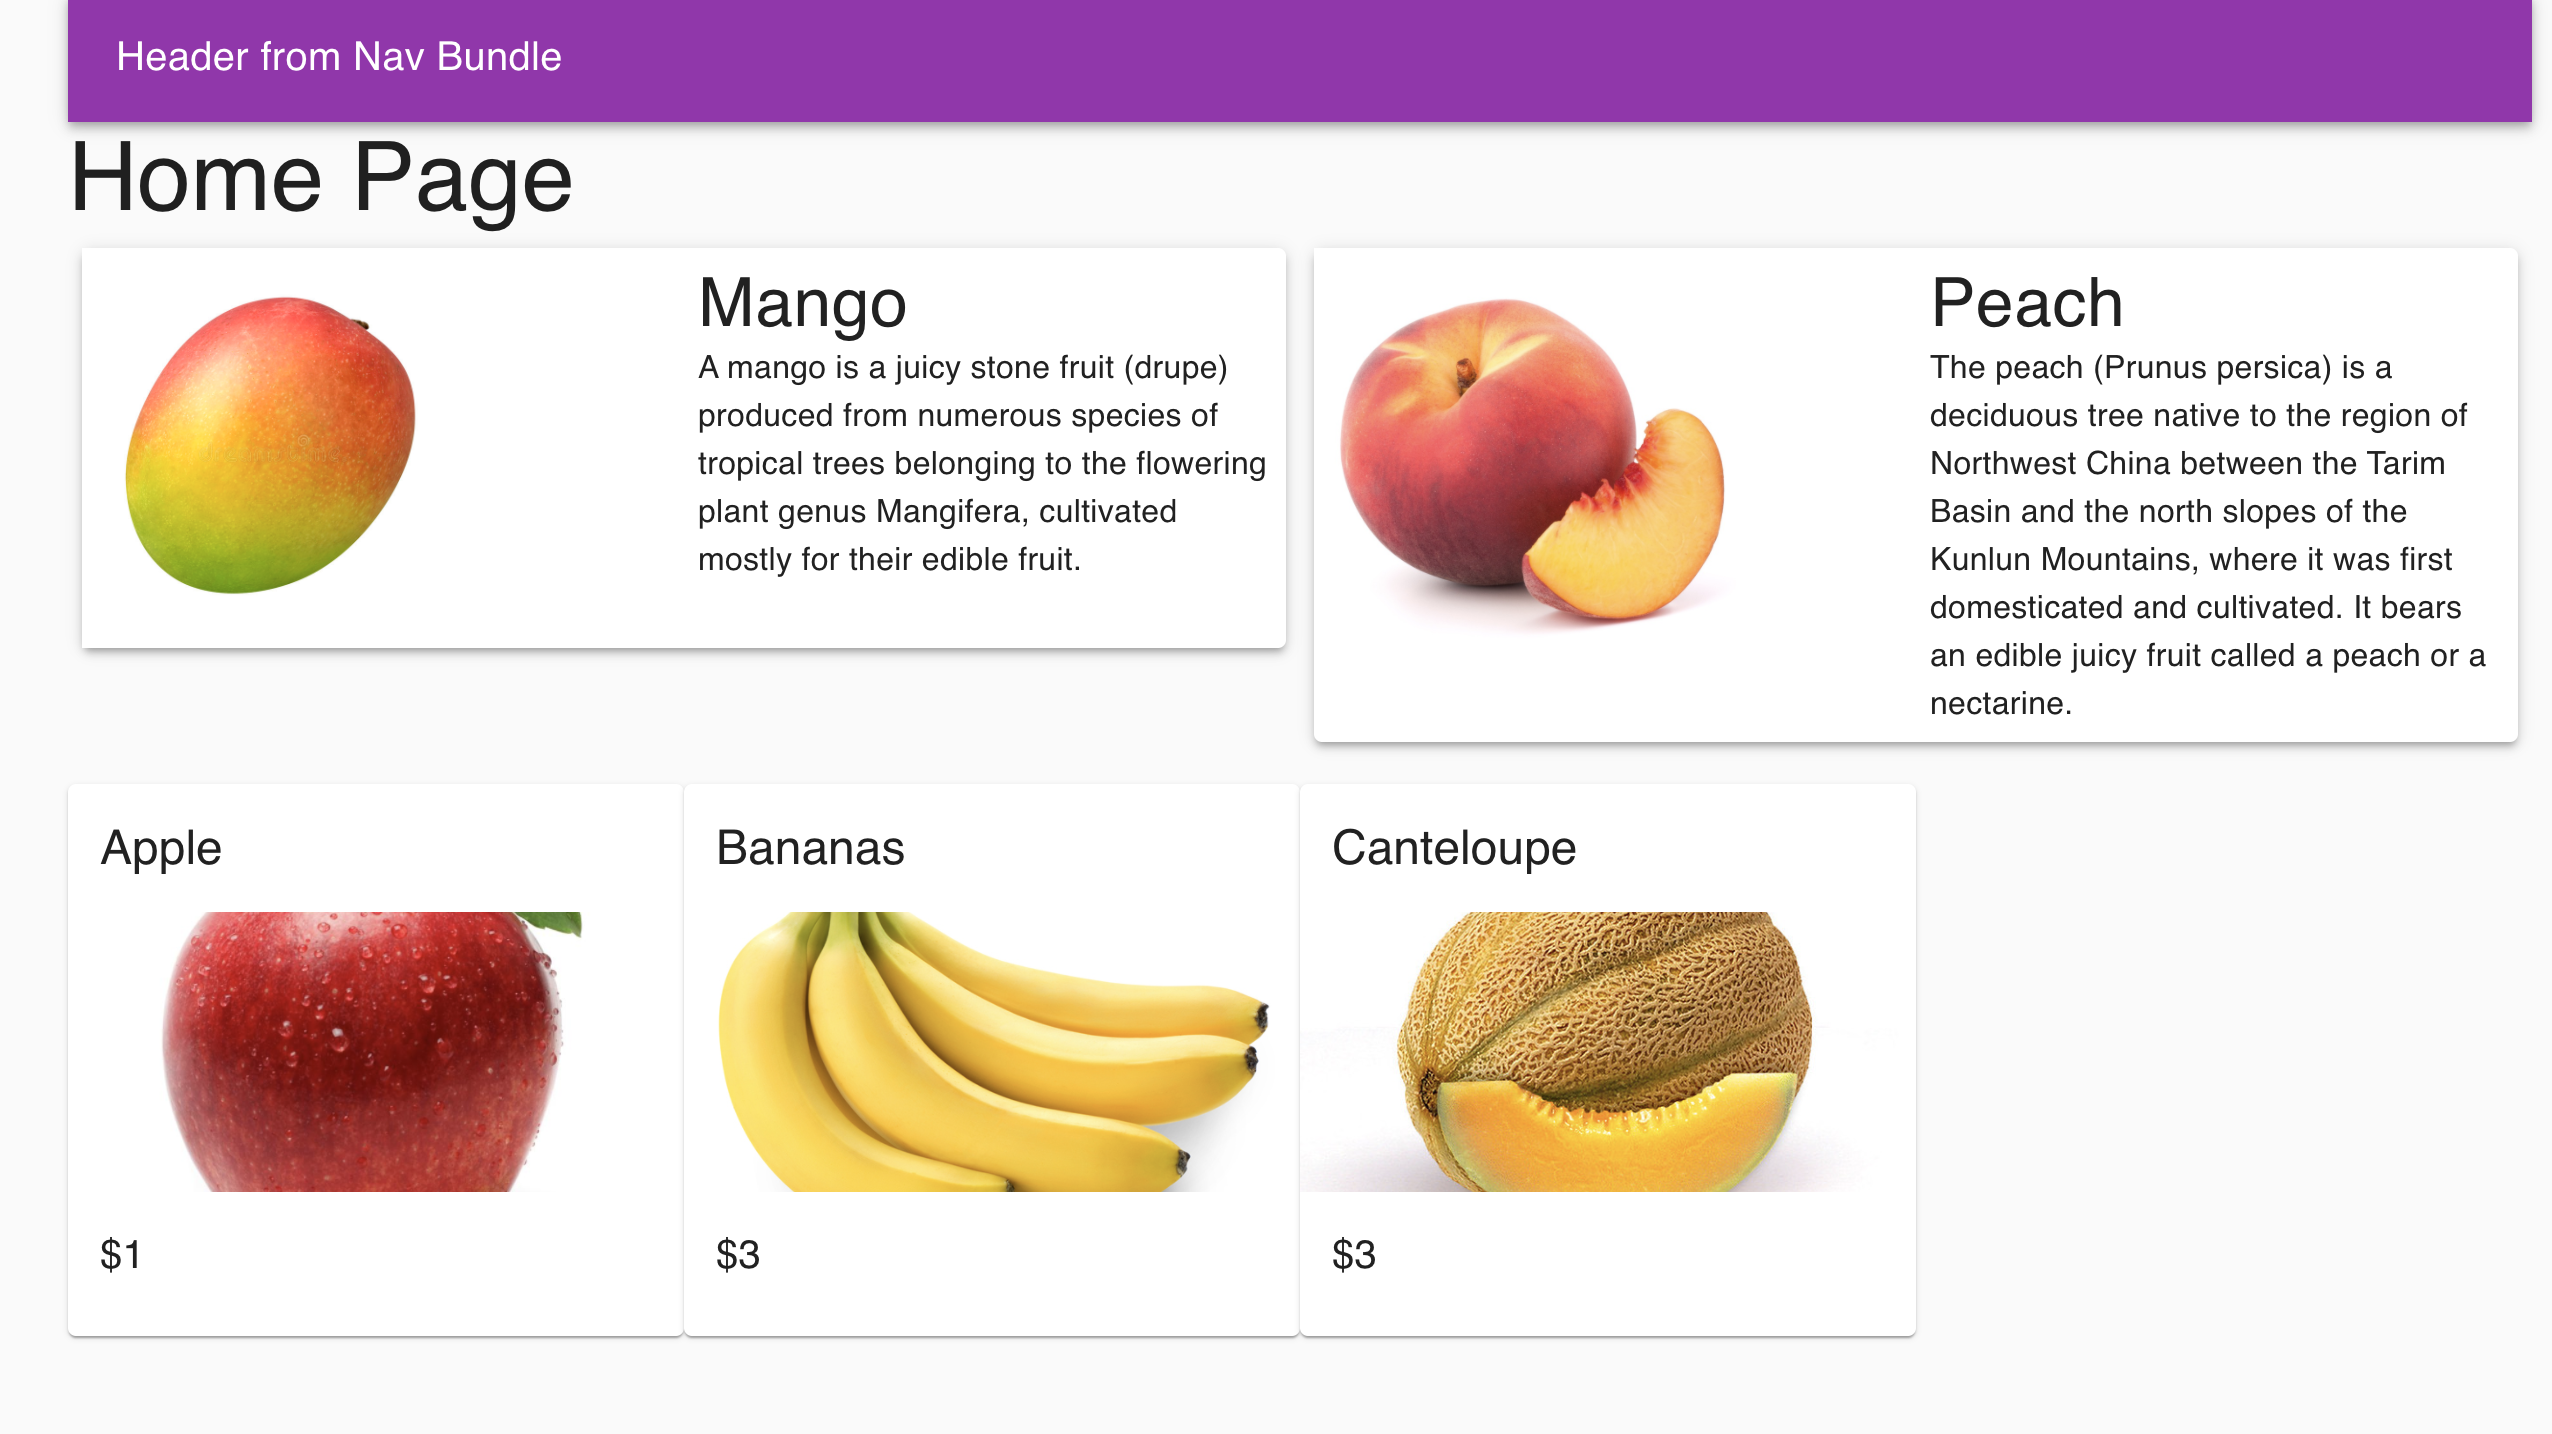 Header from Nav Bundle
Home Page
Mango
A mango is a juicy stone fruit (drupe)
produced from numerous species of
tropical trees belonging to the flowering
plant genus Mangifera, cultivated
mostly for their edible fruit.
Peach
The peach (Prunus persica) is a
deciduous tree native to the region of
Northwest China between the Tarim
Basin and the north slopes of the
Kunlun Mountains, where it was first
domesticated and cultivated. It bears
an edible juicy fruit called a peach or a
nectarine.
Apple
$1
Bananas
$3
Canteloupe
$3